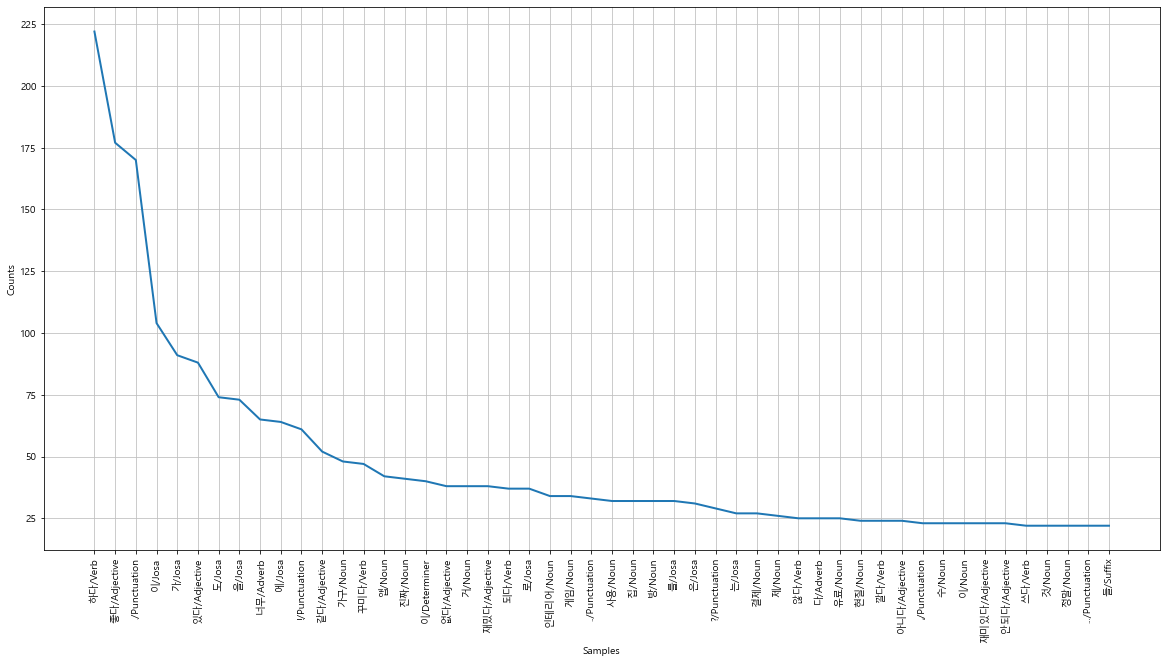 225
200
175
150
125
100
75
50
25
Counts
하다/Verb
좋다/Adjective
./Punctuation
이/Josa
가/Josa
있다/Adjective
도/Josa
을/Josa
너무/Adverb
에/Josa
!/Punctuation
같다/Adjective
가구/Noun
꾸미다/Verb
앱/Noun
진짜/Noun
이/Determiner
없다/Adjective
거/Noun
재밌다/Adjective
되다/Verb
로/Josa
인테리어/Noun
게임/Noun
../Punctuation
사용/Noun
집/Noun
방/Noun
를/Josa
은/Josa
?/Punctuation
는/Josa
결제/Noun
제/Noun
않다/Verb
다/Adverb
유료/Noun
현질/Noun
깔다/Verb
아니다/Adjective
,/Punctuation
수/Noun
이/Noun
재미있다/Adjective
안되다/Adjective
쓰다/Verb
것/Noun
정말/Noun
.../Punctuation
들/Suffix
Samples